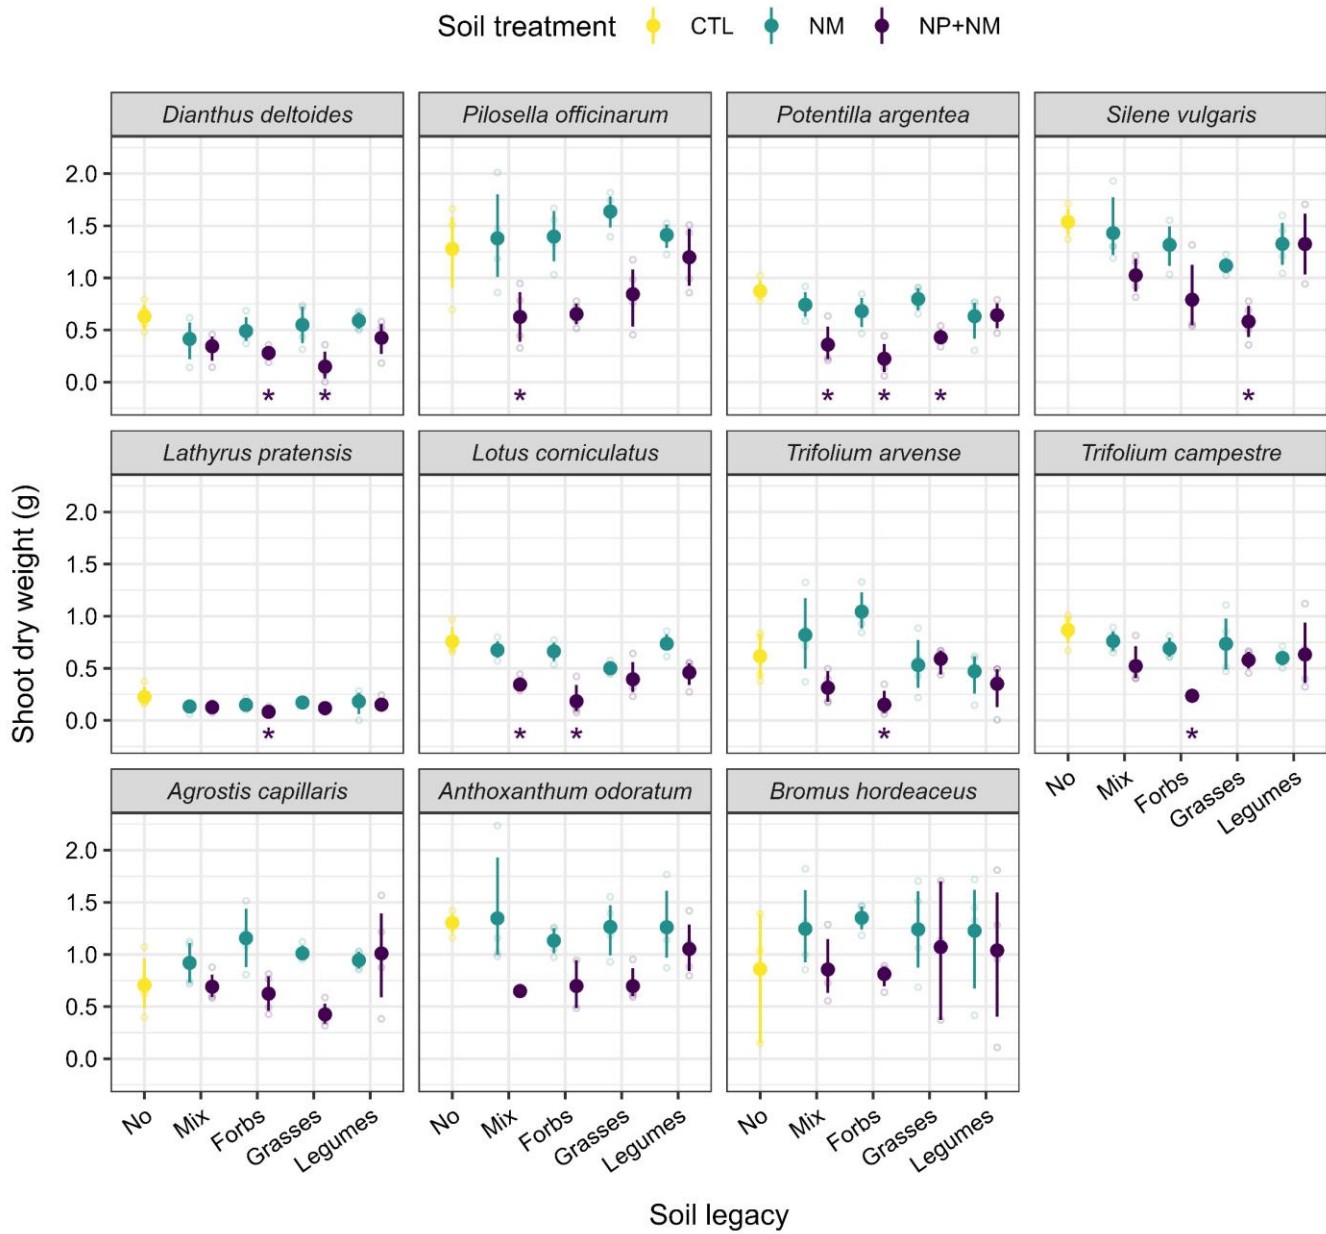 Soil treatment CTL NM NP+NM
Dianthus deltoides Pilosella officinarum Potentilla argentea Silene vulgaris
2.0
1.5
1.0
0.5
0.0
* * * * * * *
Lathyrus pratensis Lotus corniculatus Trifolium arvense Trifolium campestre
Shoot dry weight (g)
2.0
1.5
1.0
0.5
0.0
* * * * *
No Mix Forbs Grasses Legumes
Agrostis capillaris Anthoxanthum odoratum Bromus hordeaceus
2.0
1.5
1.0
0.5
0.0
No Mix Forbs Grasses Legumes No Mix Forbs Grasses Legumes No Mix Forbs Grasses Legumes
Soil legacy